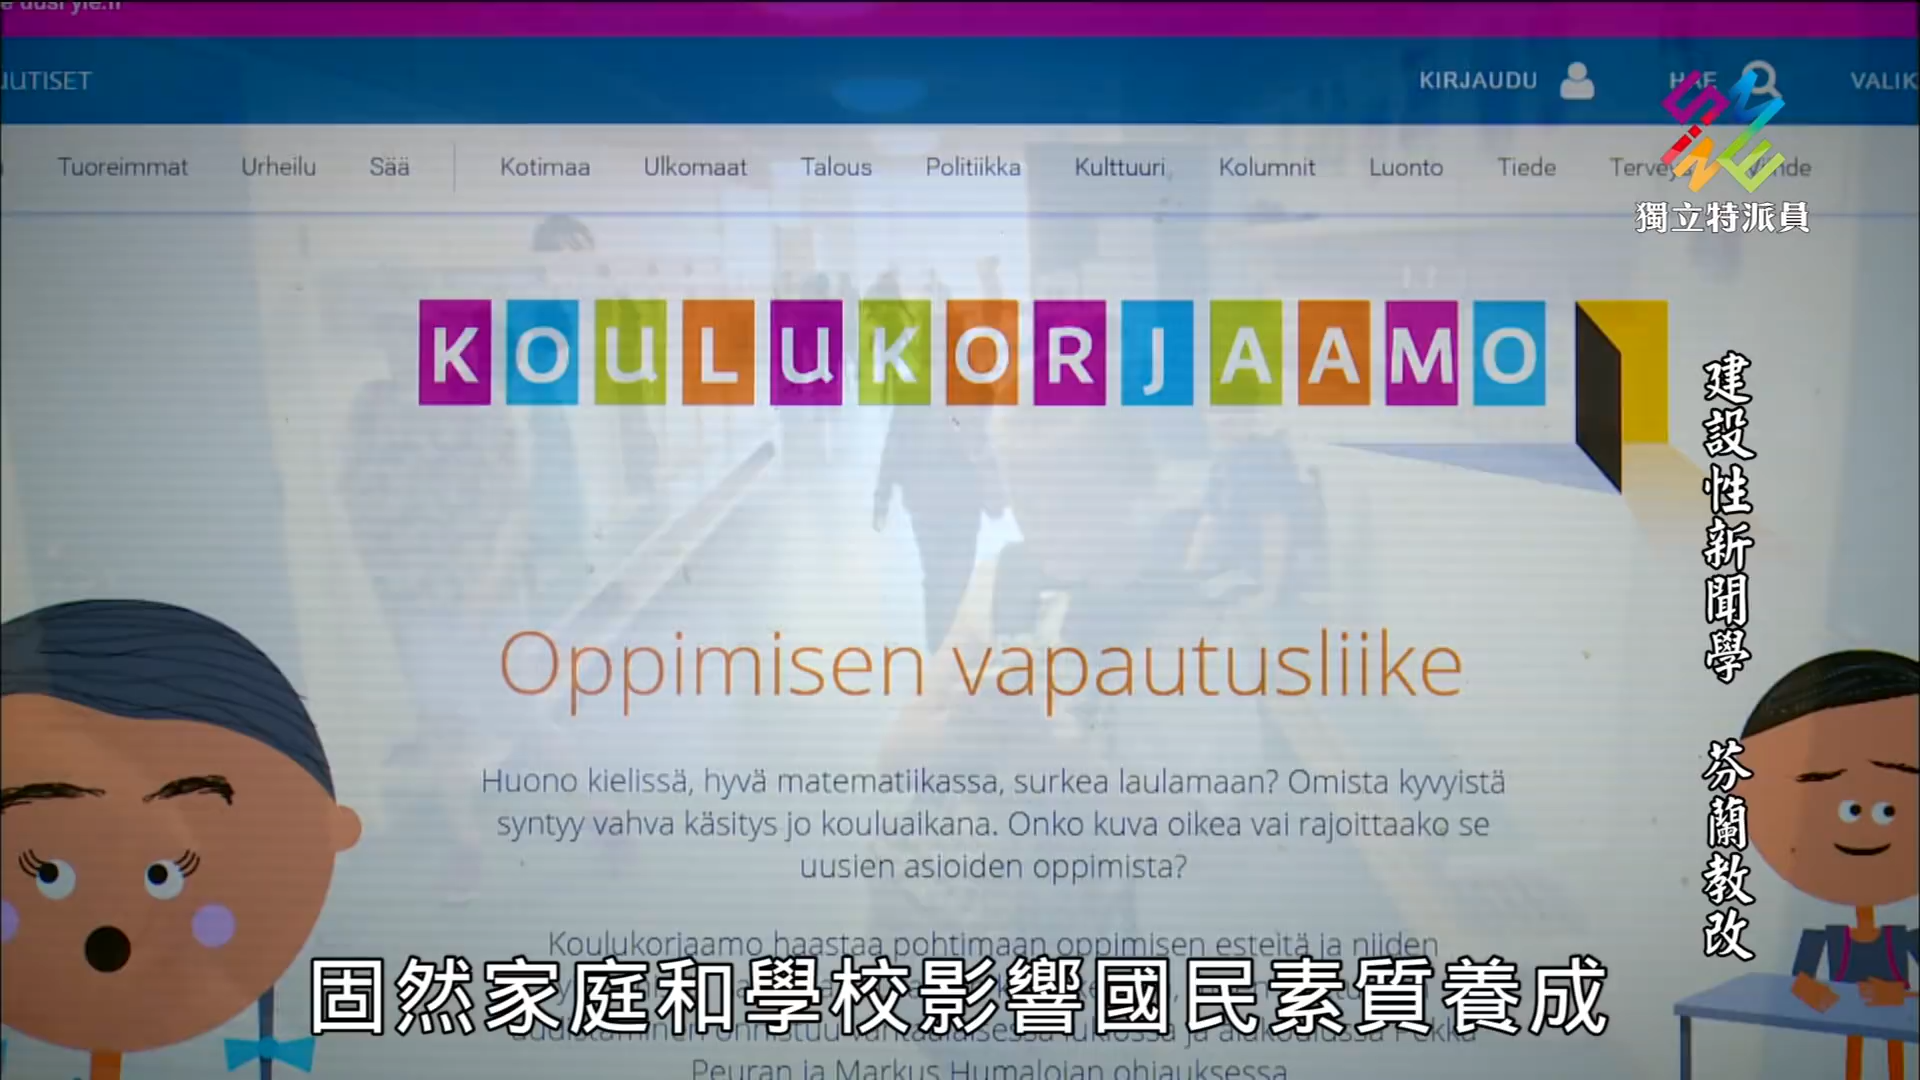 UUTISET
KIRJAUDU
HAE
VALIK
Tuoreimmat Urheilu Sää Kotimaa Ulkomaat Talous Politiikka Kulttuuri Kolumnit Luonto Tiede
獨立特派員
KOULUKORJAAMO
建設性新聞學 芬蘭教改
Oppimisen vapautusliike
Huono kielissä, hyvä matematiikassa, surkea laulamaan? Omista kyvyistä
syntyy vahva käsitys jo kouluaikana. Onko kuva oikea vai rajoittaako se
uusien asioiden oppimista?
Koulukorjaamo haastaa pohtimaan oppimisen esteitä ja niiden
固然家庭和學校影響國民素質養成
Peuran ja Markus Humalojan ohjauksessa